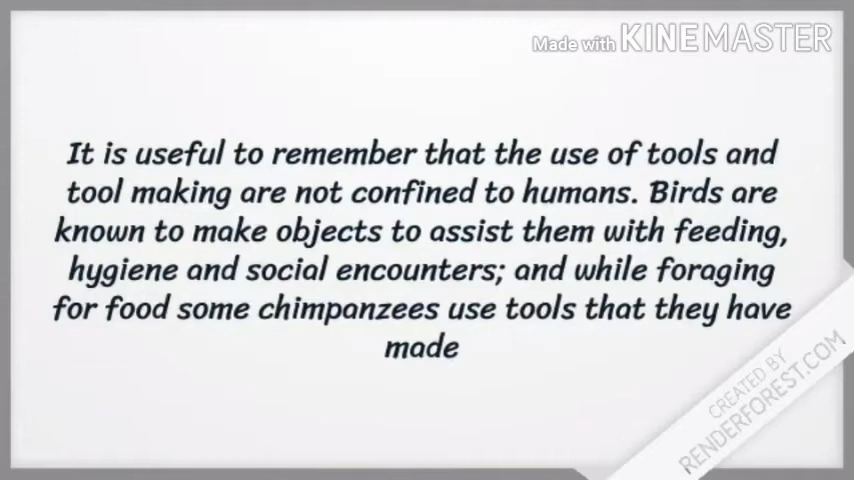 Made with KINEMASTER
It is useful to remember that the use of tools and
tool making are not confined to humans. Birds are
known to make objects to assist them with feeding,
hygiene and social encounters; and while foraging
for food some chimpanzees use tools that they have
made
CREATED BY
RENDERFOREST.COM